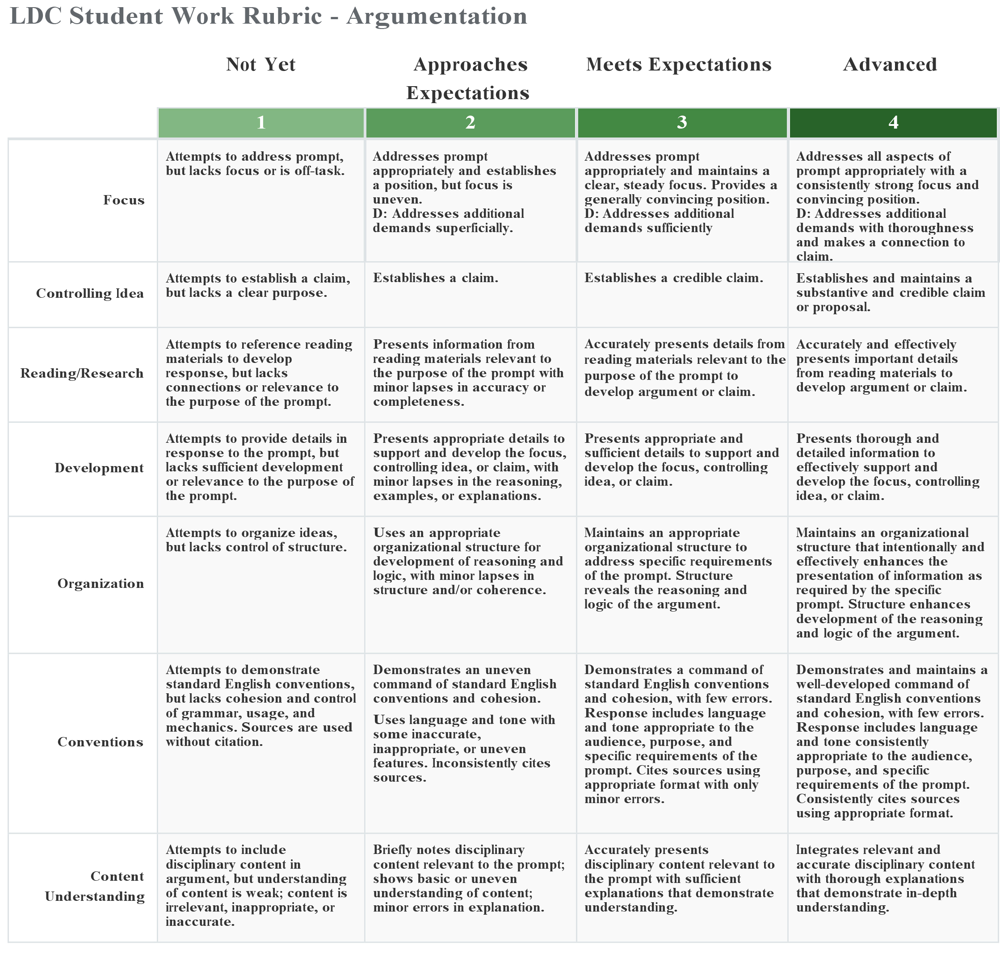 LDC Student Work Rubric - Argumentation
Not Yet
Approaches
Expectations
Meets Expectations
Advanced
1
2
3
4
Focus
Attempts to address prompt,
but lacks focus or is off-task.
Addresses prompt
appropriately and establishes
a position, but focus is
uneven.
D: Addresses additional
demands superficially.
Addresses prompt
appropriately and maintains a
clear, steady focus. Provides a
generally convincing position.
D: Addresses additional
demands sufficiently
Addresses all aspects of
prompt appropriately with a
consistently strong focus and
convincing position.
D: Addresses additional
demands with thoroughness
and makes a connection to
claim.
Controlling Idea
Attempts to establish a claim,
but lacks a clear purpose.
Establishes a claim.
Establishes a credible claim.
Establishes and maintains a
substantive and credible claim
or proposal.
Reading/Research
Attempts to reference reading
materials to develop
response, but lacks
connections or relevance to
the purpose of the prompt.
Presents information from
reading materials relevant to
the purpose of the prompt with
minor lapses in accuracy or
completeness.
Accurately presents details from
reading materials relevant to the
purpose of the prompt to
develop argument or claim.
Accurately and effectively
presents important details
from reading materials to
develop argument or claim.
Development
Attempts to provide details in
response to the prompt, but
lacks sufficient development
or relevance to the purpose of
the prompt.
Presents appropriate details to
support and develop the focus,
controlling idea, or claim, with
minor lapses in the reasoning,
examples, or explanations.
Presents appropriate and
sufficient details to support and
develop the focus, controlling
idea, or claim.
Presents thorough and
detailed information to
effectively support and
develop the focus, controlling
idea, or claim.
Organization
Attempts to organize ideas,
but lacks control of structure.
Uses an appropriate
organizational structure for
development of reasoning and
logic, with minor lapses in
structure and/or coherence.
Maintains an appropriate
organizational structure to
address specific requirements
of the prompt. Structure
reveals the reasoning and
logic of the argument.
Maintains an organizational
structure that intentionally and
effectively enhances the
presentation of information as
required by the specific
prompt. Structure enhances
development of the reasoning
and logic of the argument.
Conventions
Attempts to demonstrate
standard English conventions,
but lacks cohesion and control
of grammar, usage, and
mechanics. Sources are used
without citation.
Demonstrates an uneven
command of standard English
conventions and cohesion.
Uses language and tone with
some inaccurate,
inappropriate, or uneven
features. Inconsistently cites
sources.
Demonstrates a command of
standard English conventions
and cohesion, with few errors.
Response includes language
and tone appropriate to the
audience, purpose, and
specific requirements of the
prompt. Cites sources using
appropriate format with only
minor errors.
Demonstrates and maintains a
well-developed command of
standard English conventions
and cohesion, with few errors.
Response includes language
and tone consistently
appropriate to the audience,
purpose, and specific
requirements of the prompt.
Consistently cites sources
using appropriate format.
Content
Understanding
Attempts to include
disciplinary content in
argument, but understanding
of content is weak; content is
irrelevant, inappropriate, or
inaccurate.
Briefly notes disciplinary
content relevant to the prompt;
shows basic or uneven
understanding of content;
minor errors in explanation.
Accurately presents
disciplinary content relevant to
the prompt with sufficient
explanations that demonstrate
understanding.
Integrates relevant and
accurate disciplinary content
with thorough explanations
that demonstrate in-depth
understanding.